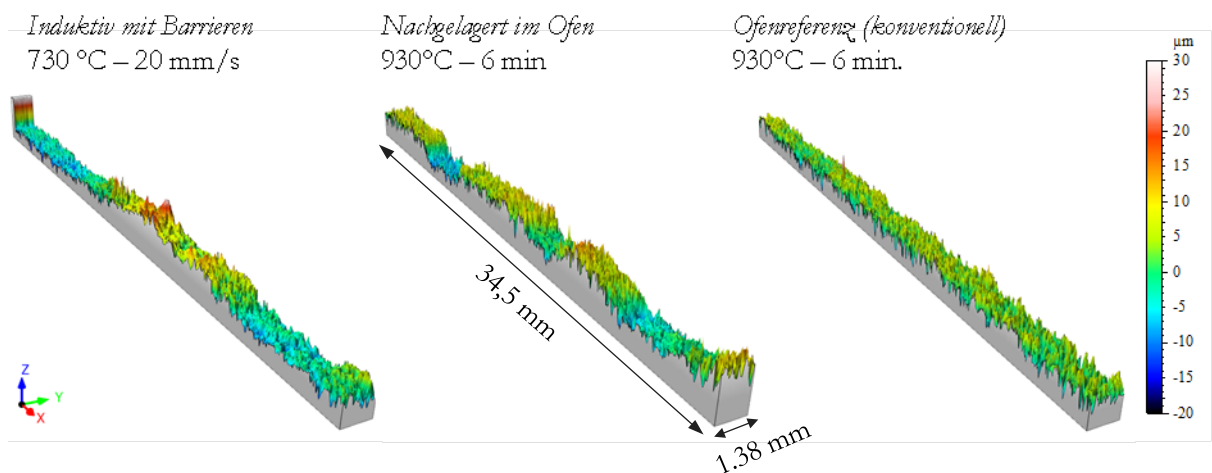 Induktiv mit Barrieren
730 °C – 20 mm/s
Nachgelagert im Ofen
930°C – 6 min
Ofenreferenz (konventionell)
930°C – 6 min.
µm
30
25
20
15
10
5
0
-5
-10
-15
-20
34,5 mm
1.38 mm
Z
Y
X